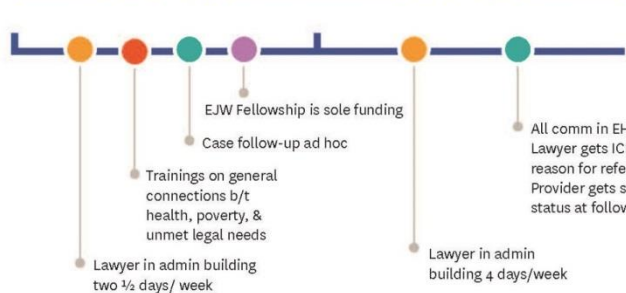 EJW Fellowship is sole funding
Case follow-up ad hoc
Trainings on general
connections b/t
health, poverty, &
unmet legal needs
Lawyer in admin building
two ½ days/ week
Lawyer in admin
building 4 days/week
All comm in
Lawyer gets
reason for
Provider gets
status at